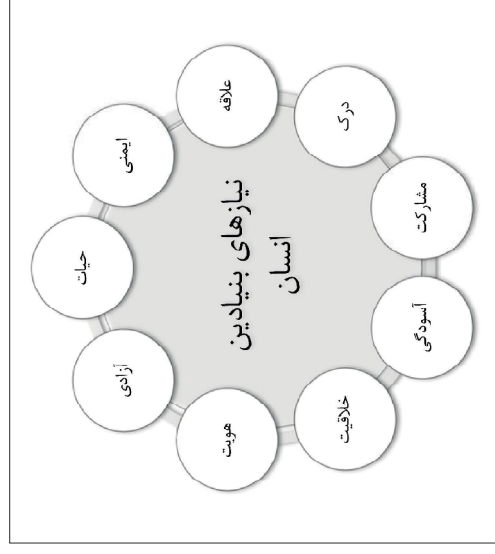 نیازهای بنیادین
انسان
حیات
ایمنی
علاقه
درک
مشارکت
آسودگی
خلاقیت
هویت
آزادی